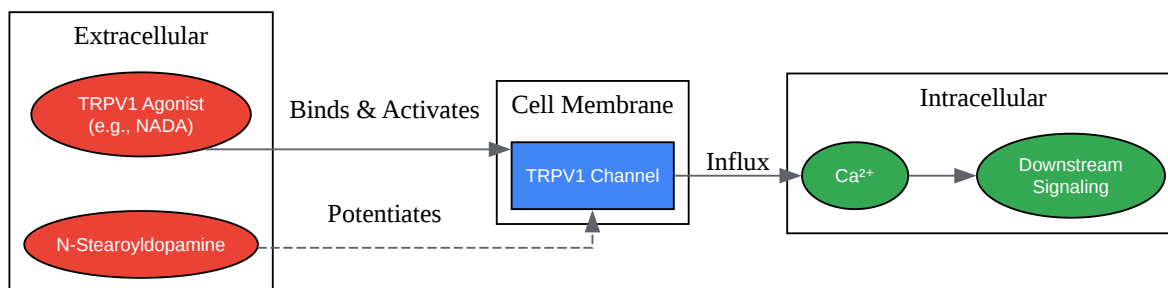 Extracellular
TRPV1 Agonist
(e.g., NADA)
N-Stearoyldopamine
Binds & Activates
Potentiates
Cell Membrane
TRPV1 Channel
Influx
Intracellular
Ca²⁺
Downstream
Signaling